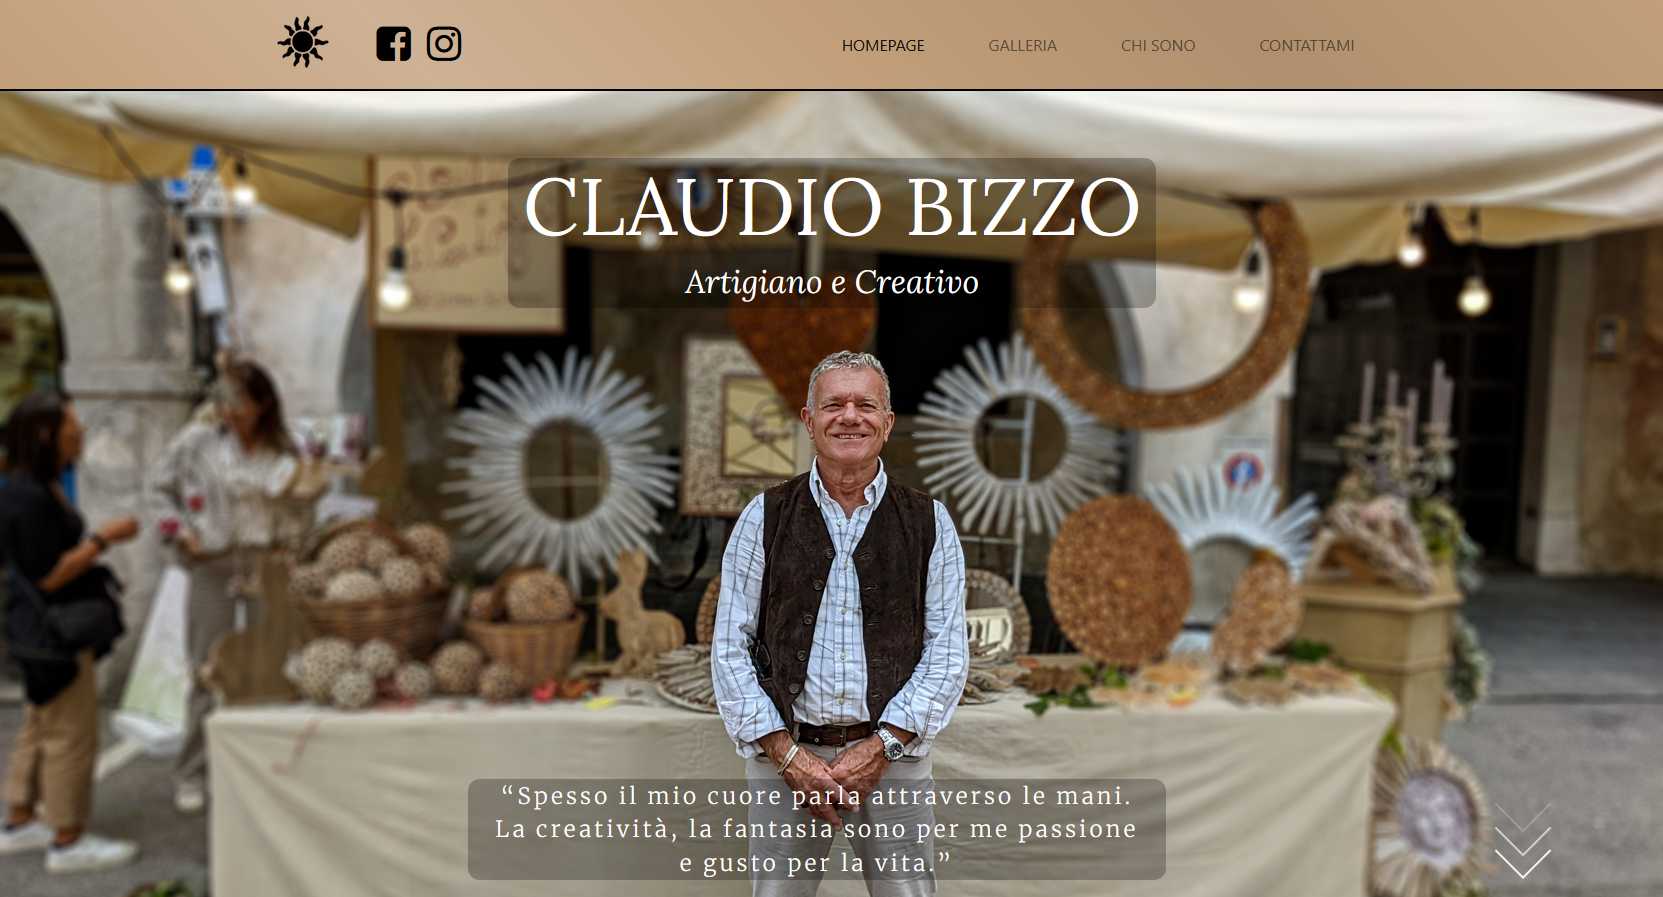 HOMEPAGE GALLERIA CHI SONO CONTATTAMI
CLAUDIO BIZZO
Artigiano e Creativo
“Spesso il mio cuore parla attraverso le mani.
La creatività, la fantasia sono per me passione
e gusto per la vita.”